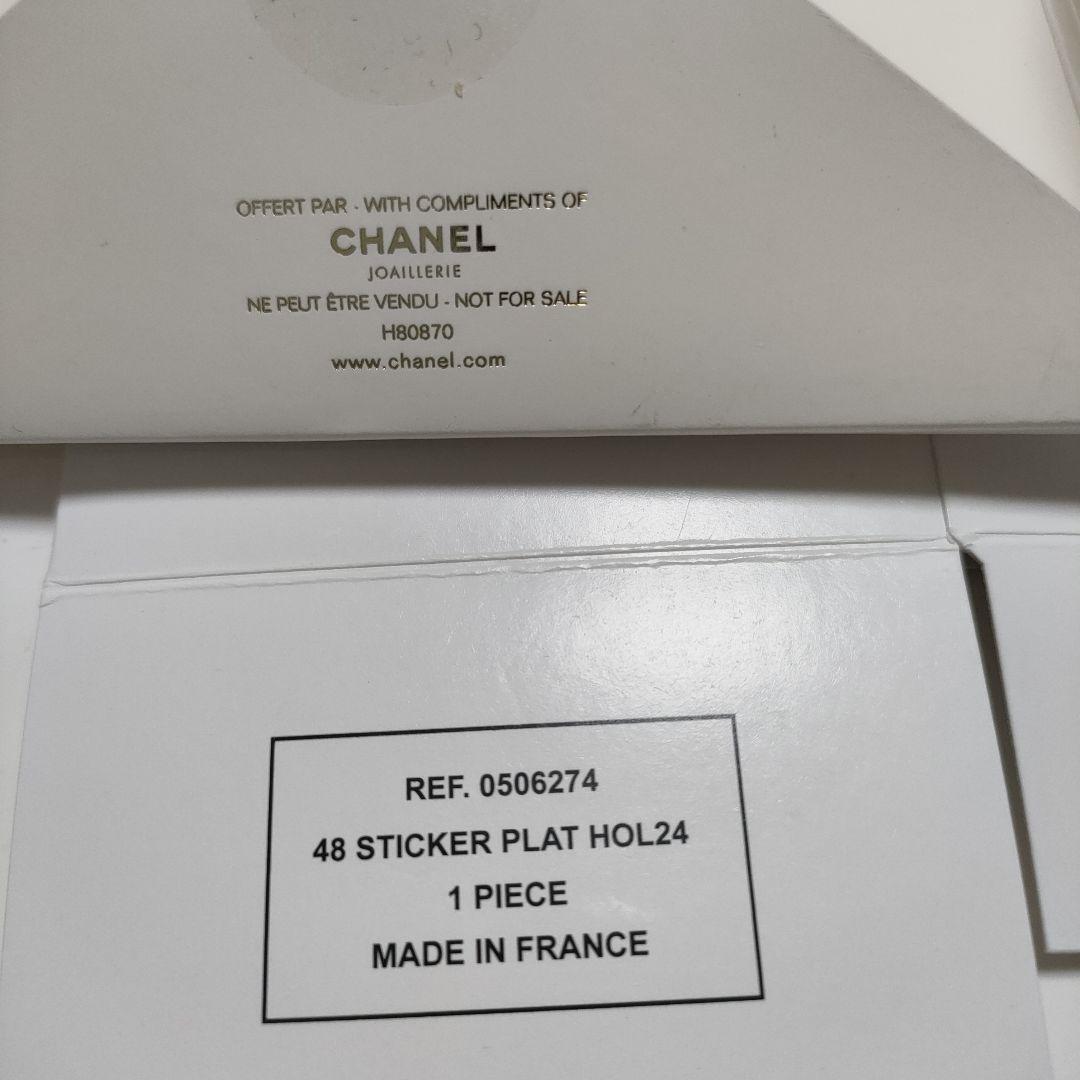 OFFERT PAR - WITH COMPLIMENTS OF
CHANEL
JOAILLERIE
NE PEUT ÊTRE VENDU - NOT FOR SALE
H80870
www.chanel.com
REF. 0506274
48 STICKER PLAT HOL24
1 PIECE
MADE IN FRANCE